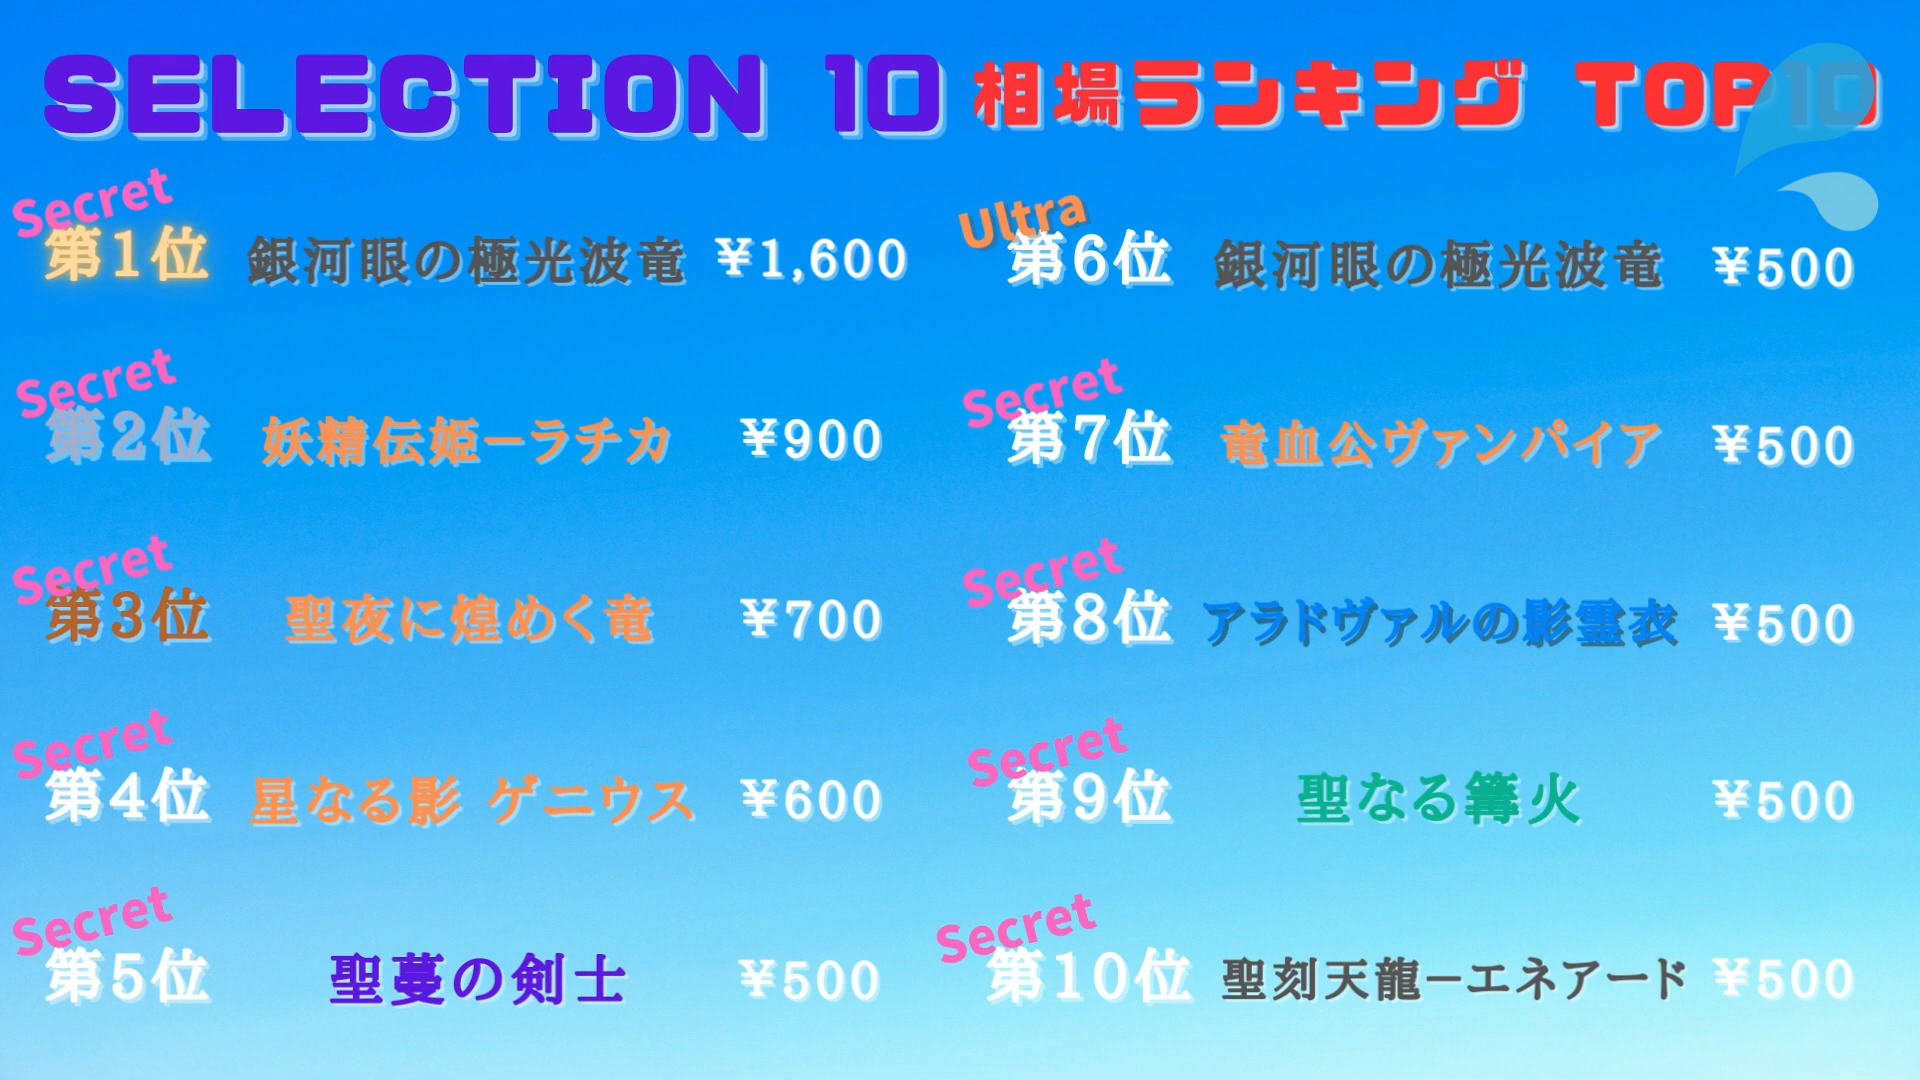 SELECTION 10 相場ランキング TOP10
Secret
第1位 銀河眼の極光波竜 ¥1,600
Secret
第2位 妖精伝姫－ラチカ ¥900
Secret
第3位 聖夜に煌めく竜 ¥700
Secret
第4位 星なる影 ゲニウス ¥600
Secret
第5位 聖蔓の剣士 ¥500
Ultra
第6位 銀河眼の極光波竜 ¥500
Secret
第7位 竜血公ヴァンパイア ¥500
Secret
第8位 アラドヴァルの影霊衣 ¥500
Secret
第9位 聖なる篝火 ¥500
Secret
第10位 聖刻天龍－エネアード ¥500